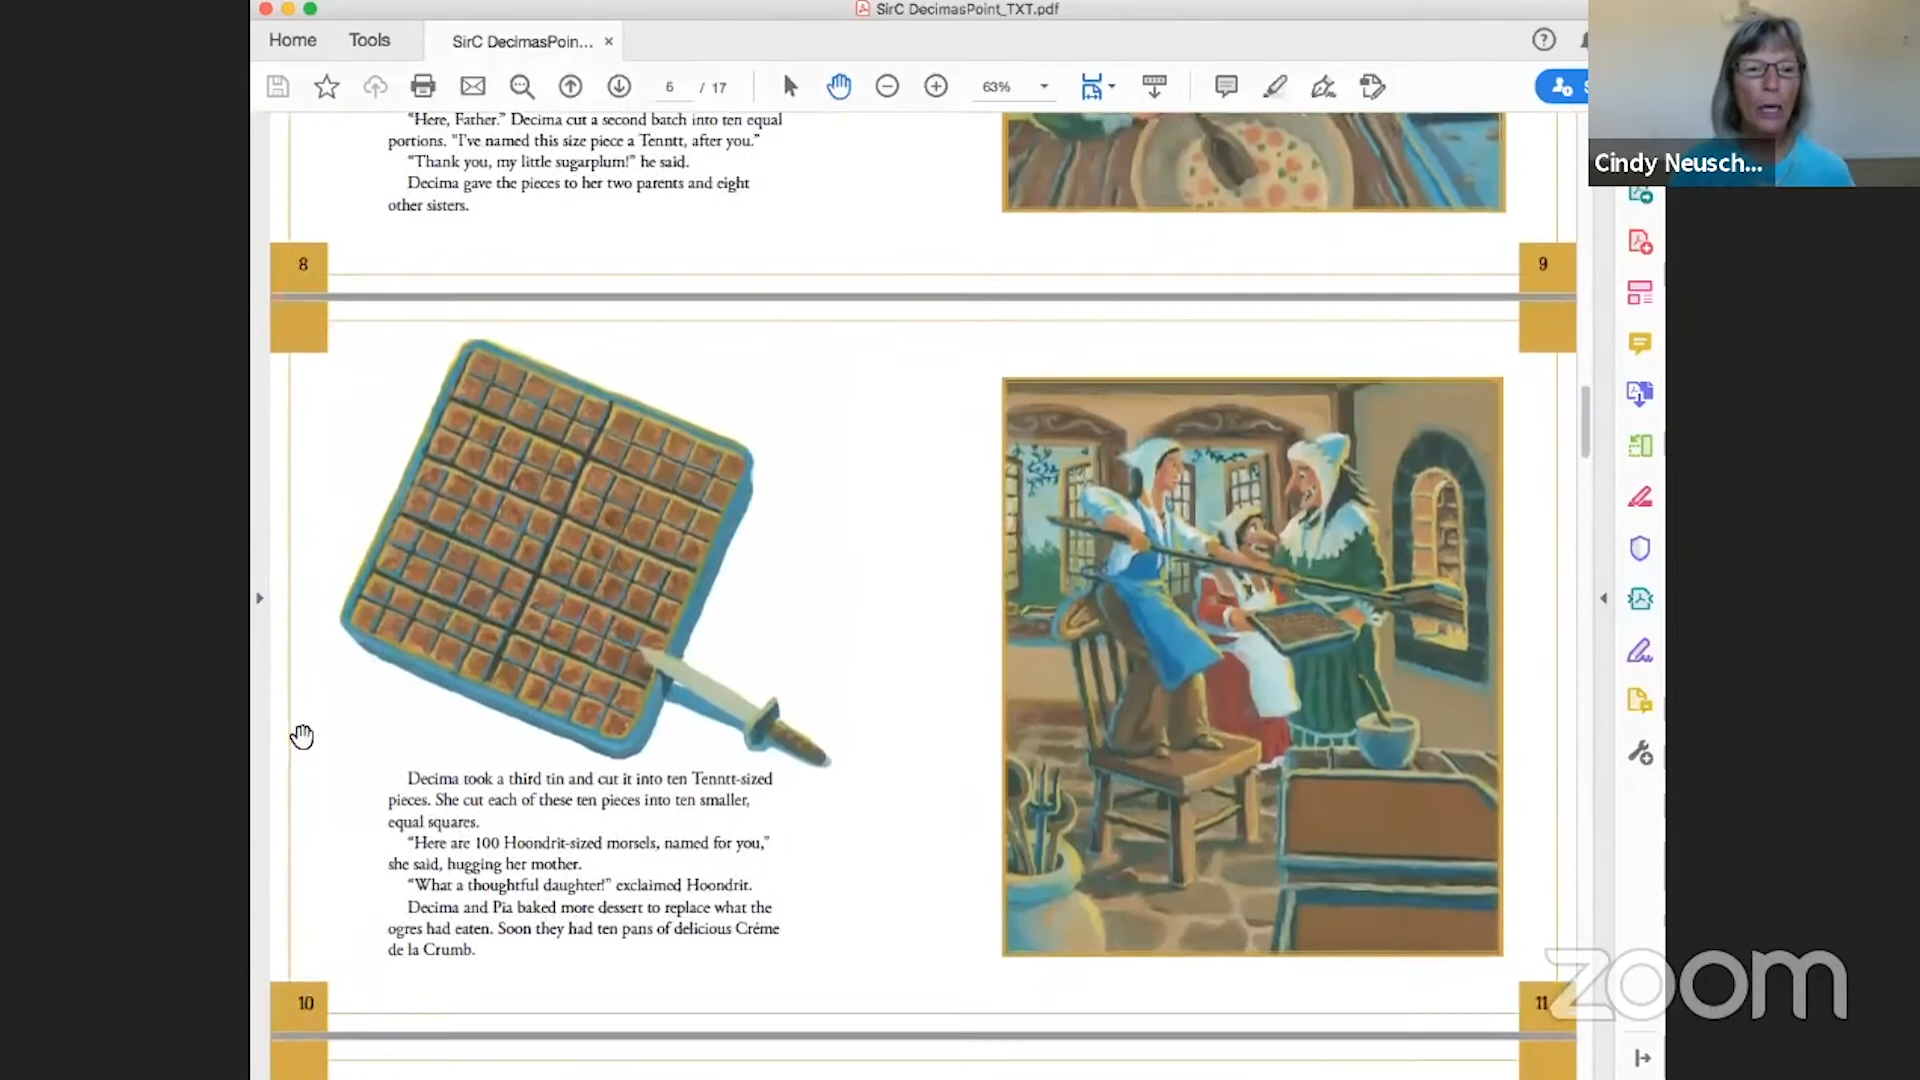 SirC DecimasPoint_TXT.pdf
Home
Tools
SirC DecimasPoin... ×
6 / 17
63%
Cindy Neusch...
"Here, Father." Decima cut a second batch into ten equal
portions. "I've named this size piece a Tenntt, after you."
"Thank you, my little sugarplum!" he said.
Decima gave the pieces to her two parents and eight
other sisters.
8
9
Decima took a third tin and cut it into ten Tenntt-sized
pieces. She cut each of these ten pieces into ten smaller,
equal squares.
"Here are 100 Hoondrit-sized morsels, named for you,"
she said, hugging her mother.
"What a thoughtful daughter!" exclaimed Hoondrit.
Decima and Pia baked more dessert to replace what the
ogres had eaten. Soon they had ten pans of delicious Créme
de la Crumb.
10
11
zoom